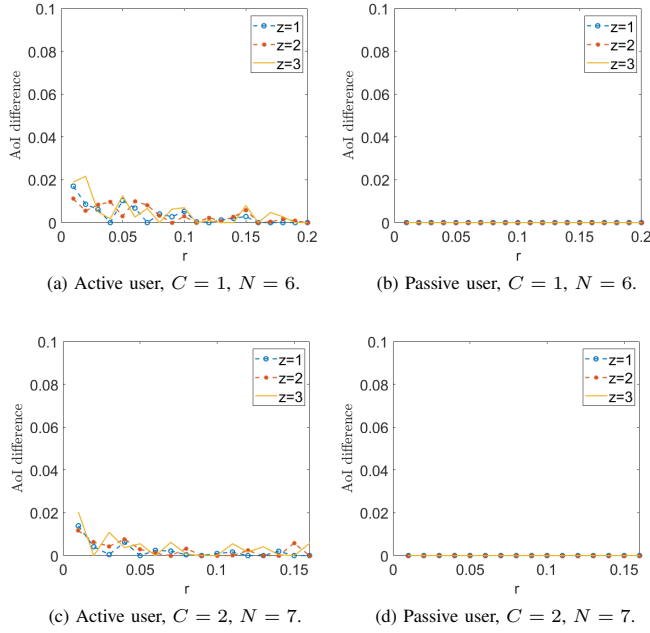 0.1
0.08
0.06
0.04
0.02
0
AoI difference
0 0.05 0.1 0.15 0.2
r
z=1
z=2
z=3
(a) Active user, C = 1, N = 6.
0.1
0.08
0.06
0.04
0.02
0
AoI difference
0 0.05 0.1 0.15 0.2
r
z=1
z=2
z=3
(b) Passive user, C = 1, N = 6.
0.1
0.08
0.06
0.04
0.02
0
AoI difference
0 0.05 0.1 0.15
r
z=1
z=2
z=3
(c) Active user, C = 2, N = 7.
0.1
0.08
0.06
0.04
0.02
0
AoI difference
0 0.05 0.1 0.15
r
z=1
z=2
z=3
(d) Passive user, C = 2, N = 7.